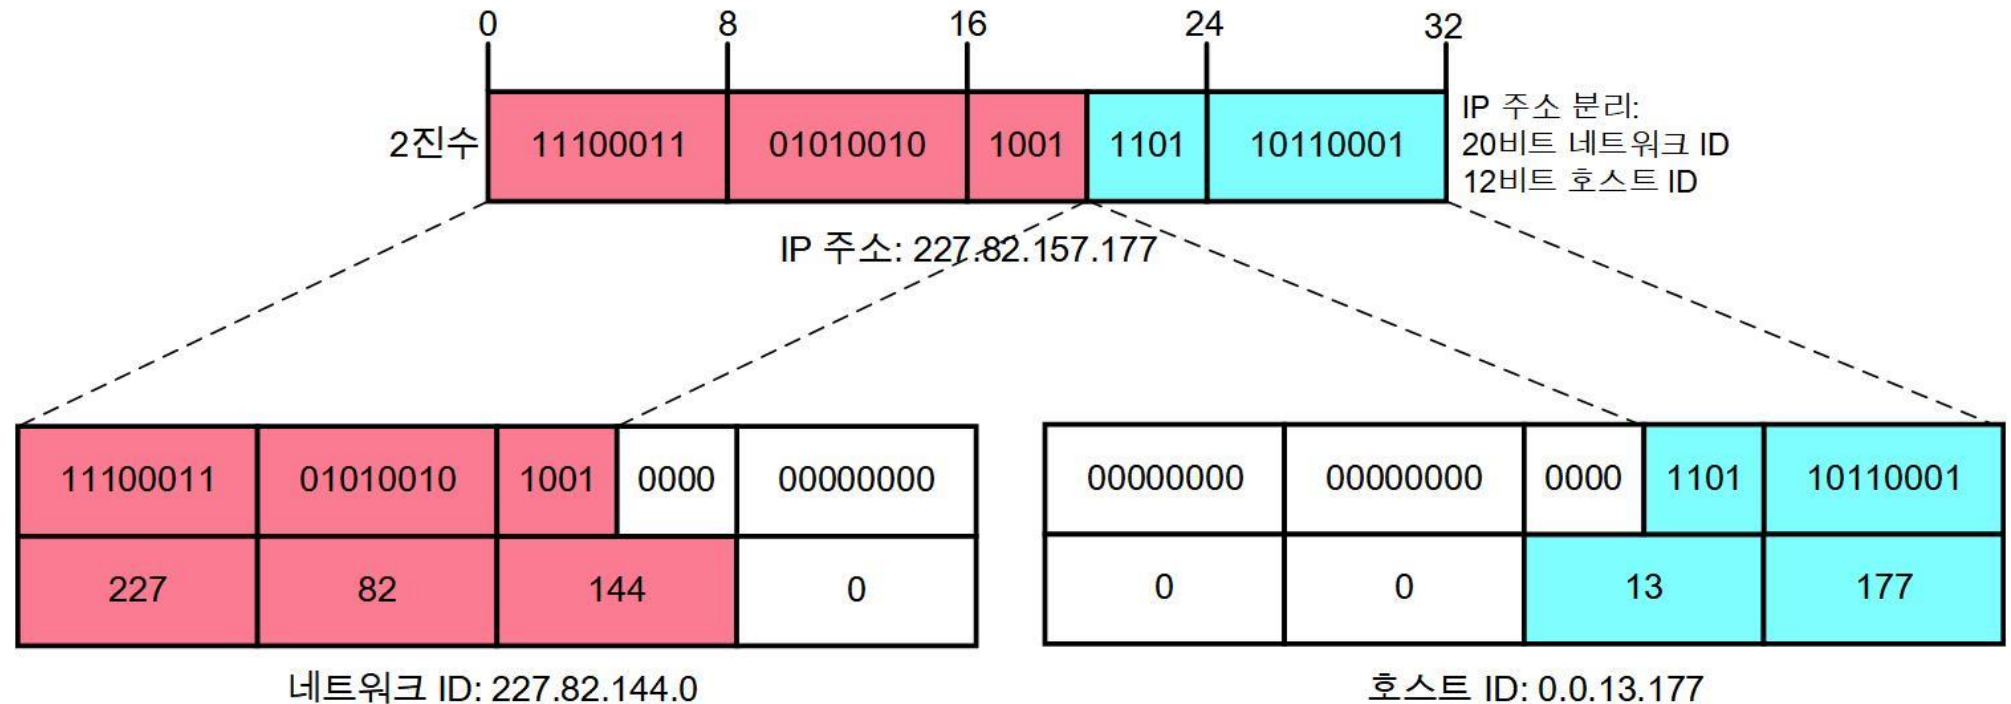 0 8 16 24 32
2진수 11100011 01010010 1001 1101 10110001
IP 주소 분리:
20비트 네트워크 ID
12비트 호스트 ID
IP 주소: 227.82.157.177
11100011 01010010 1001 0000 00000000
227 82 144 0
네트워크 ID: 227.82.144.0
00000000 00000000 0000 1101 10110001
0 0 13 177
호스트 ID: 0.0.13.177